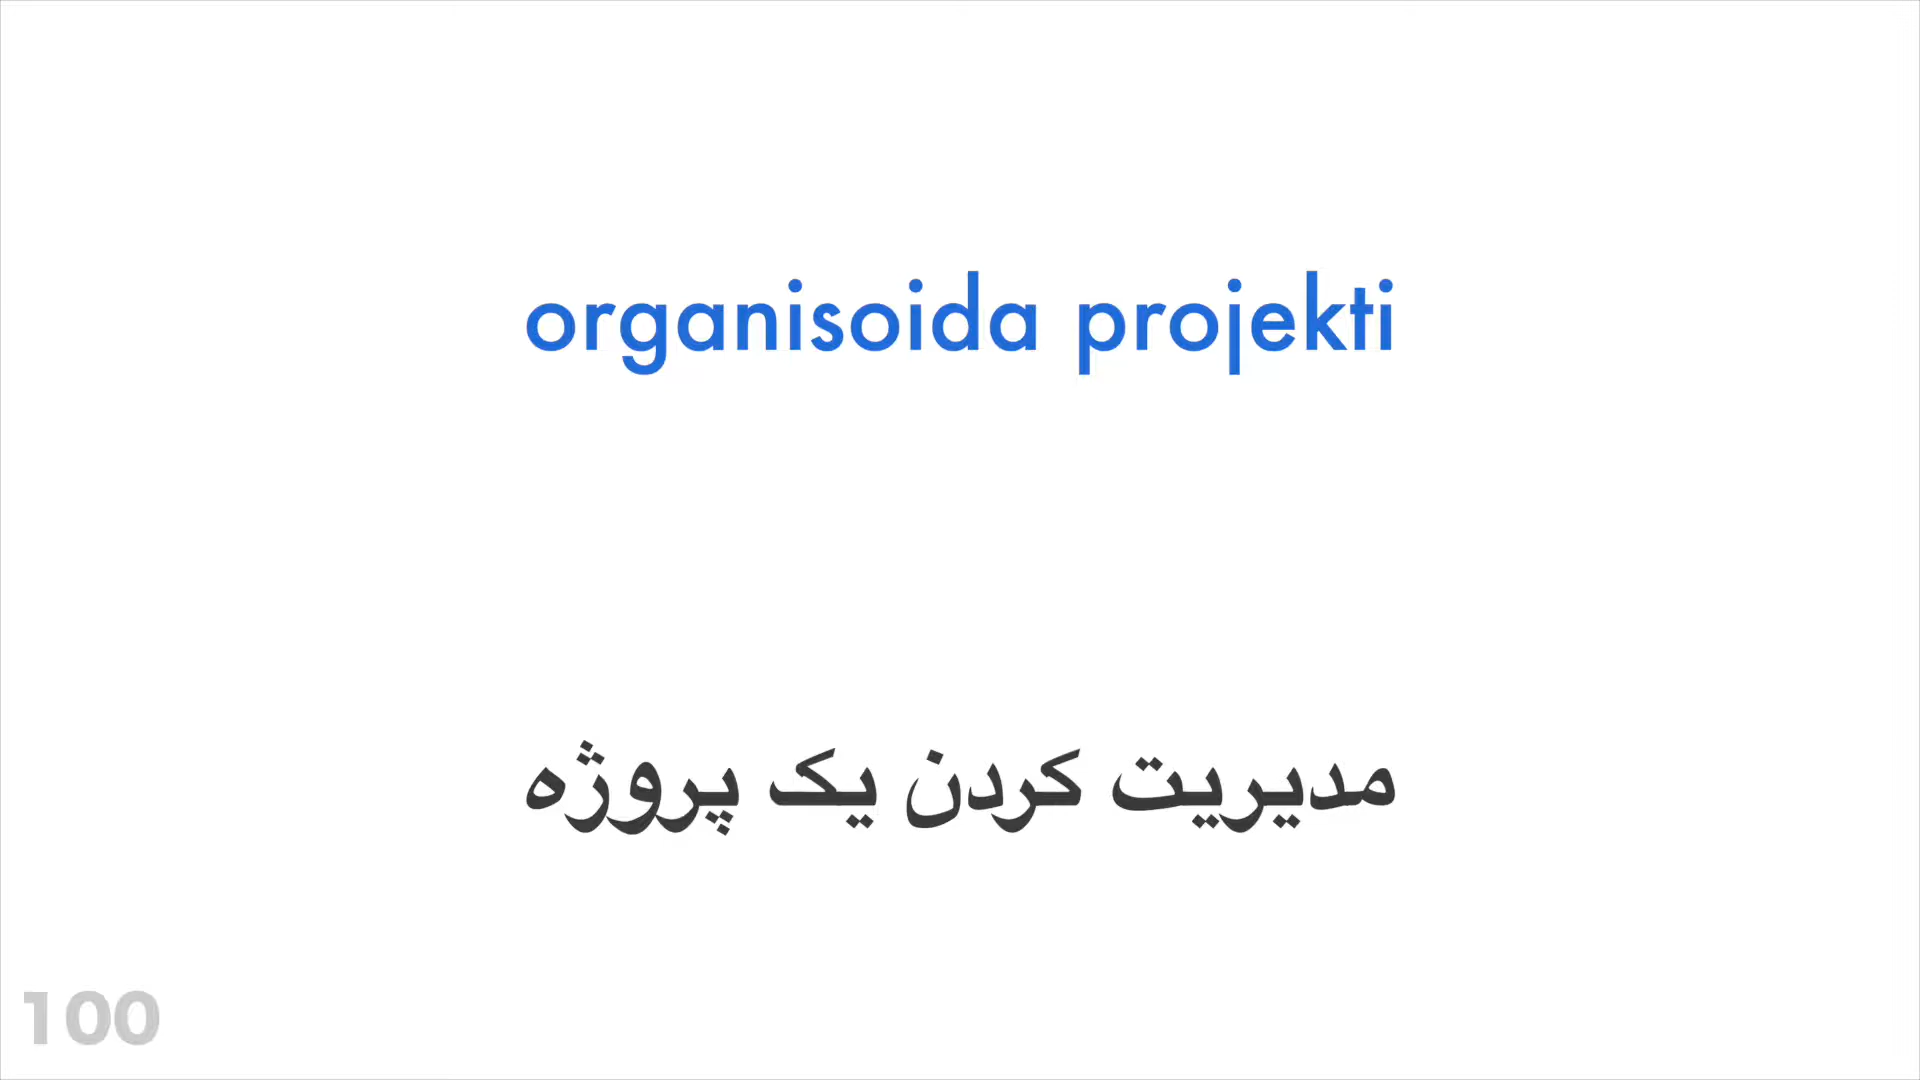 organisoida projekti
مدیریت کردن یک پروژه
100